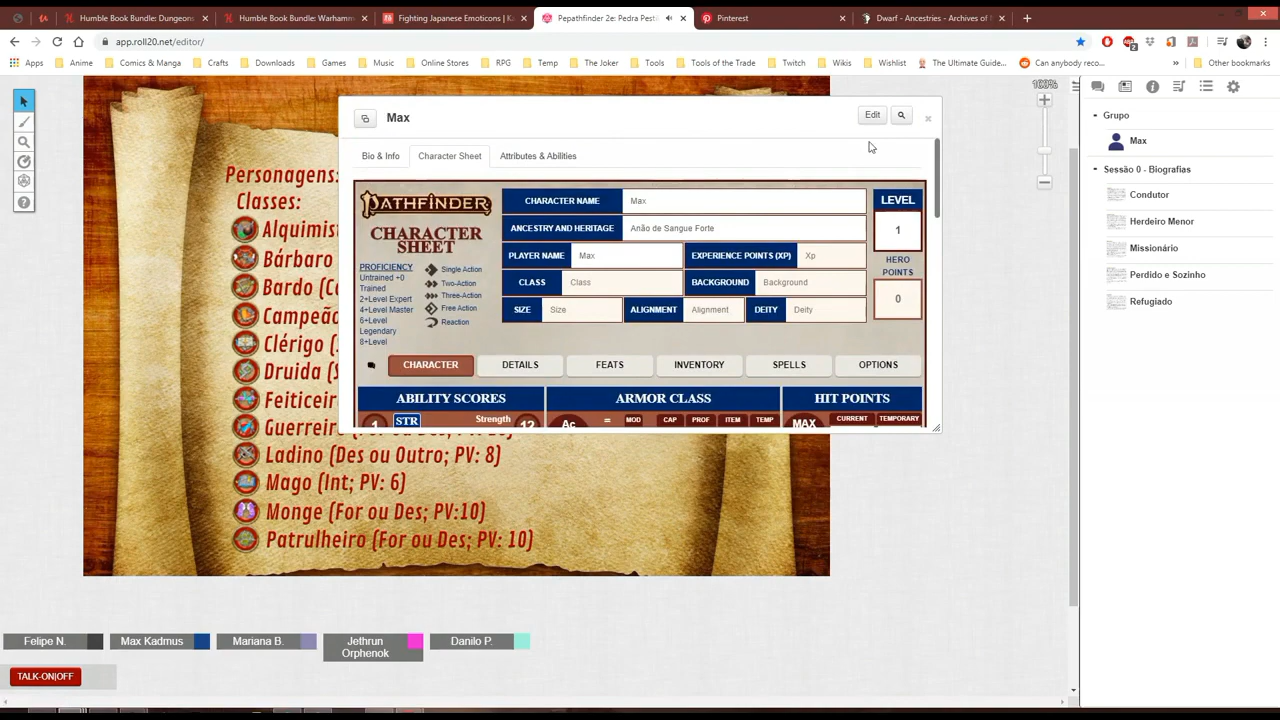 Humble Book Bundle: Dungeons
Humble Book Bundle: Warhamm
Fighting Japanese Emoticons | Ka
Pepathfinder 2e: Pedra Pesti
Pinterest
Dwarf - Ancestries - Archives of N
app.roll20.net/editor/
Apps
Anime
Comics & Manga
Crafts
Downloads
Games
Music
Online Stores
RPG
Temp
The Joker
Tools
Tools of the Trade
Twitch
Wikis
Wishlist
The Ultimate Guide...
Can anybody reco...
Other bookmarks
100%
Max
Edit
Bio & Info
Character Sheet
Attributes & Abilities
PATHFINDER
CHARACTER
SHEET
PROFICIENCY
Untrained +0
Trained
2+Level Expert
4+Level Master
6+Level
Legendary
8+Level
Single Action
Two-Action
Three-Action
Free Action
Reaction
CHARACTER NAME Max
ANCESTRY AND HERITAGE Anão de Sangue Forte
PLAYER NAME Max EXPERIENCE POINTS (XP) Xp
CLASS Class BACKGROUND Background
SIZE Size ALIGNMENT Alignment DEITY Deity
LEVEL
1
HERO
POINTS
0
CHARACTER DETAILS FEATS INVENTORY SPELLS OPTIONS
ABILITY SCORES ARMOR CLASS HIT POINTS
1 STR Strength 12 Ac = MOD CAP PROF ITEM TEMP MAX CURRENT TEMPORARY
Personagens:
Classes:
Alquimist
Bárbaro
Bardo (C
Campeão
Clérigo (
Druida (S
Feiticeir
Guerreir
Ladino (Des ou Outro; PV: 8)
Mago (Int; PV: 6)
Monge (For ou Des; PV:10)
Patrulheiro (For ou Des; PV: 10)
Grupo
Max
Sessão 0 - Biografias
Condutor
Herdeiro Menor
Missionário
Perdido e Sozinho
Refugiado
Felipe N.
Max Kadmus
Mariana B.
Jethrun
Orphenok
Danilo P.
TALK-ON|OFF